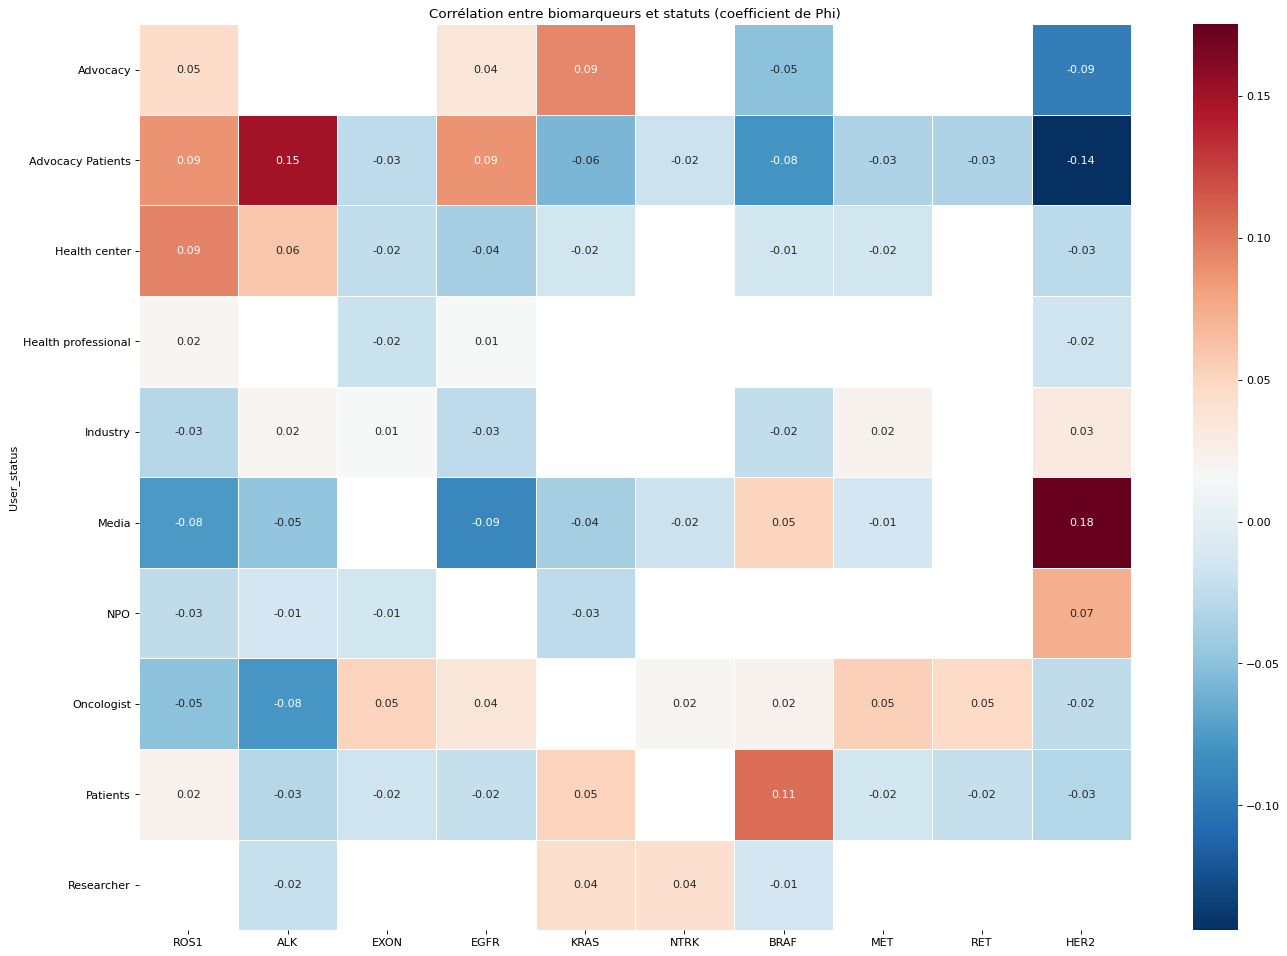 Corrélation entre biomarqueurs et statuts (coefficient de Phi)
User_status
Advocacy 0.05 0.04 0.09 -0.05 -0.09
Advocacy Patients 0.09 0.15 -0.03 0.09 -0.06 -0.02 -0.08 -0.03 -0.03 -0.14
Health center 0.09 0.06 -0.02 -0.04 -0.02 -0.01 -0.02 -0.03
Health professional 0.02 -0.02 0.01 -0.02
Industry -0.03 0.02 0.01 -0.03 -0.02 0.02 0.03
Media -0.08 -0.05 -0.09 -0.04 -0.02 0.05 -0.01 0.18
NPO -0.03 -0.01 -0.01 -0.03 0.07
Oncologist -0.05 -0.08 0.05 0.04 0.02 0.02 0.05 0.05 -0.02
Patients 0.02 -0.03 -0.02 -0.02 0.05 0.11 -0.02 -0.02 -0.03
Researcher -0.02 0.04 0.04 -0.01
ROS1 ALK EXON EGFR KRAS NTRK BRAF MET RET HER2
0.15
0.10
0.05
0.00
−0.05
−0.10